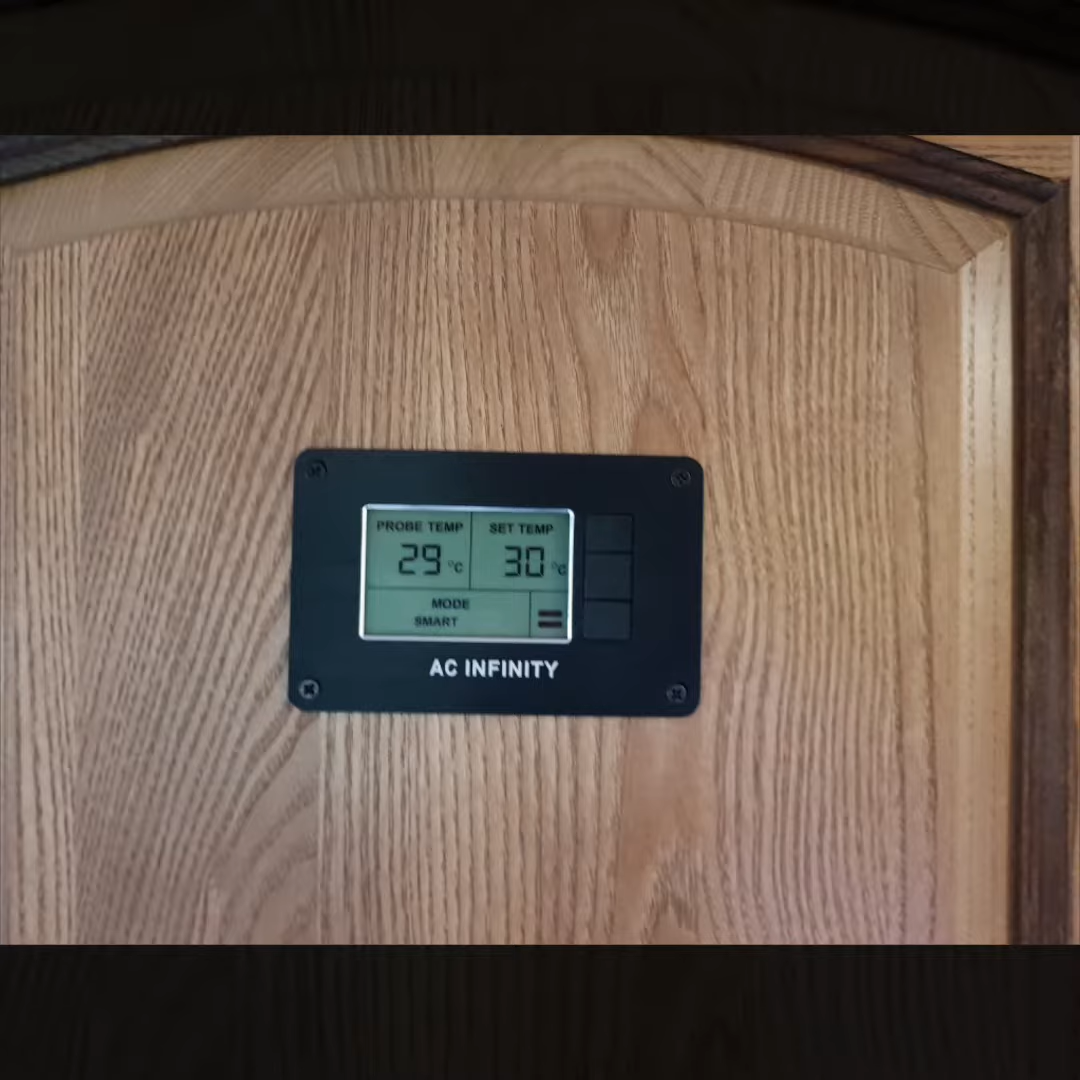 PROBE TEMP SET TEMP
29 °C 30 °C
MODE
SMART
AC INFINITY